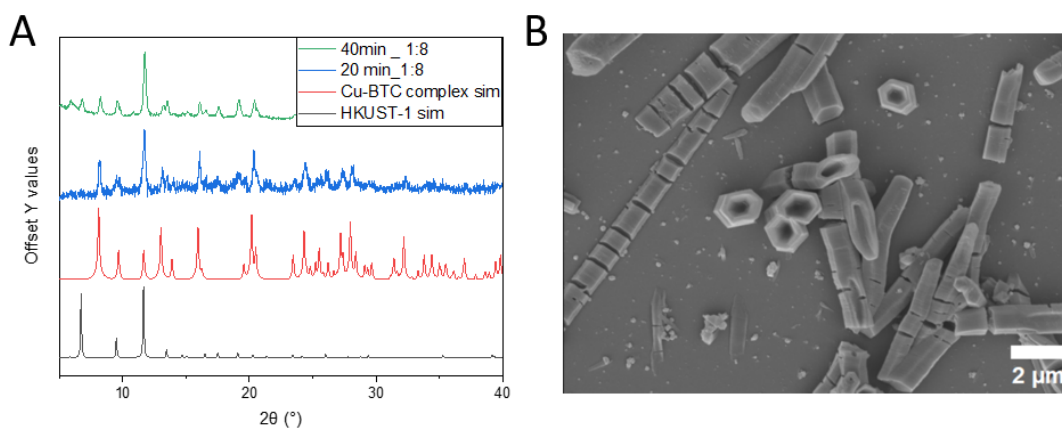 A
B
40min _ 1:8
20 min_1:8
Cu-BTC complex sim
HKUST-1 sim
Offset Y values
10
20
30
40
2θ (°)
2 µm